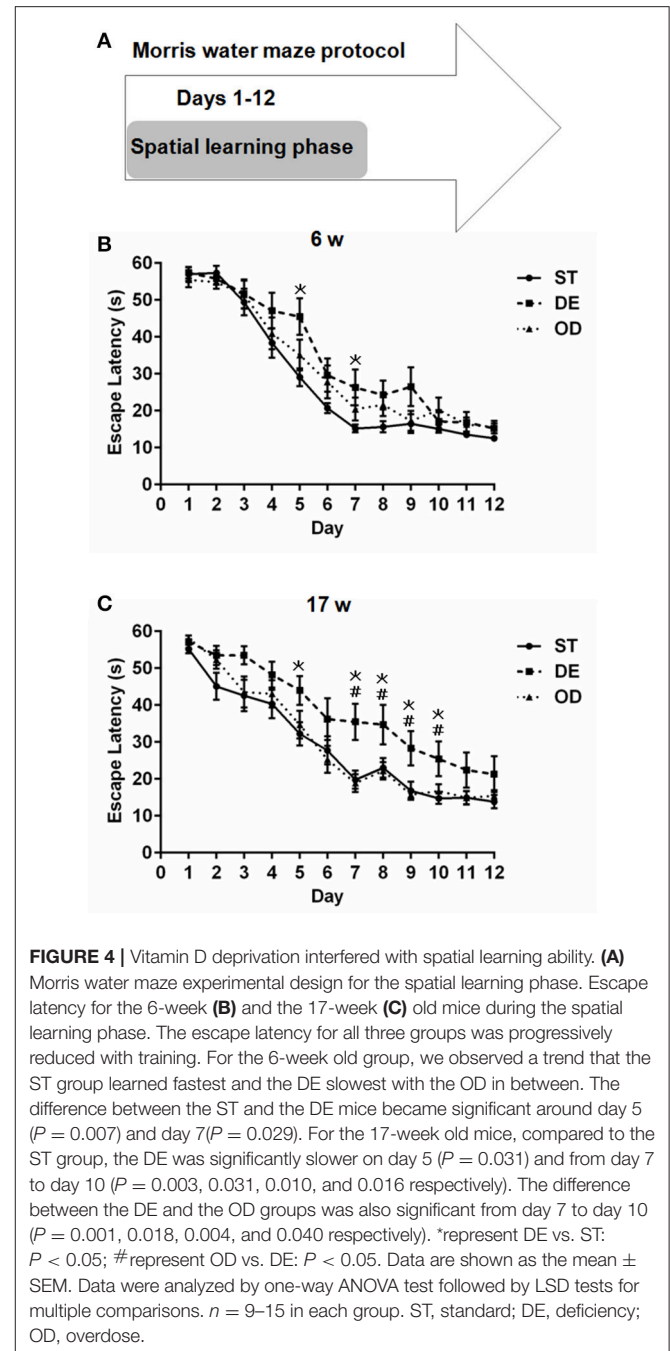 A
Morris water maze protocol
Days 1-12
Spatial learning phase
B
6 w
Escape Latency (s)
60
50
40
30
20
10
0
*
*
ST
DE
OD
0 1 2 3 4 5 6 7 8 9 10 11 12
Day
C
17 w
Escape Latency (s)
60
50
40
30
20
10
0
*
*
#
*
#
*
#
*
#
ST
DE
OD
0 1 2 3 4 5 6 7 8 9 10 11 12
Day
FIGURE 4 | Vitamin D deprivation interfered with spatial learning ability. (A)
Morris water maze experimental design for the spatial learning phase. Escape
latency for the 6-week (B) and the 17-week (C) old mice during the spatial
learning phase. The escape latency for all three groups was progressively
reduced with training. For the 6-week old group, we observed a trend that the
ST group learned fastest and the DE slowest with the OD in between. The
difference between the ST and the DE mice became significant around day 5
(P = 0.007) and day 7(P = 0.029). For the 17-week old mice, compared to the
ST group, the DE was significantly slower on day 5 (P = 0.031) and from day 7
to day 10 (P = 0.003, 0.031, 0.010, and 0.016 respectively). The difference
between the DE and the OD groups was also significant from day 7 to day 10
(P = 0.001, 0.018, 0.004, and 0.040 respectively). *represent DE vs. ST:
P < 0.05; #represent OD vs. DE: P < 0.05. Data are shown as the mean ±
SEM. Data were analyzed by one-way ANOVA test followed by LSD tests for
multiple comparisons. n = 9–15 in each group. ST, standard; DE, deficiency;
OD, overdose.